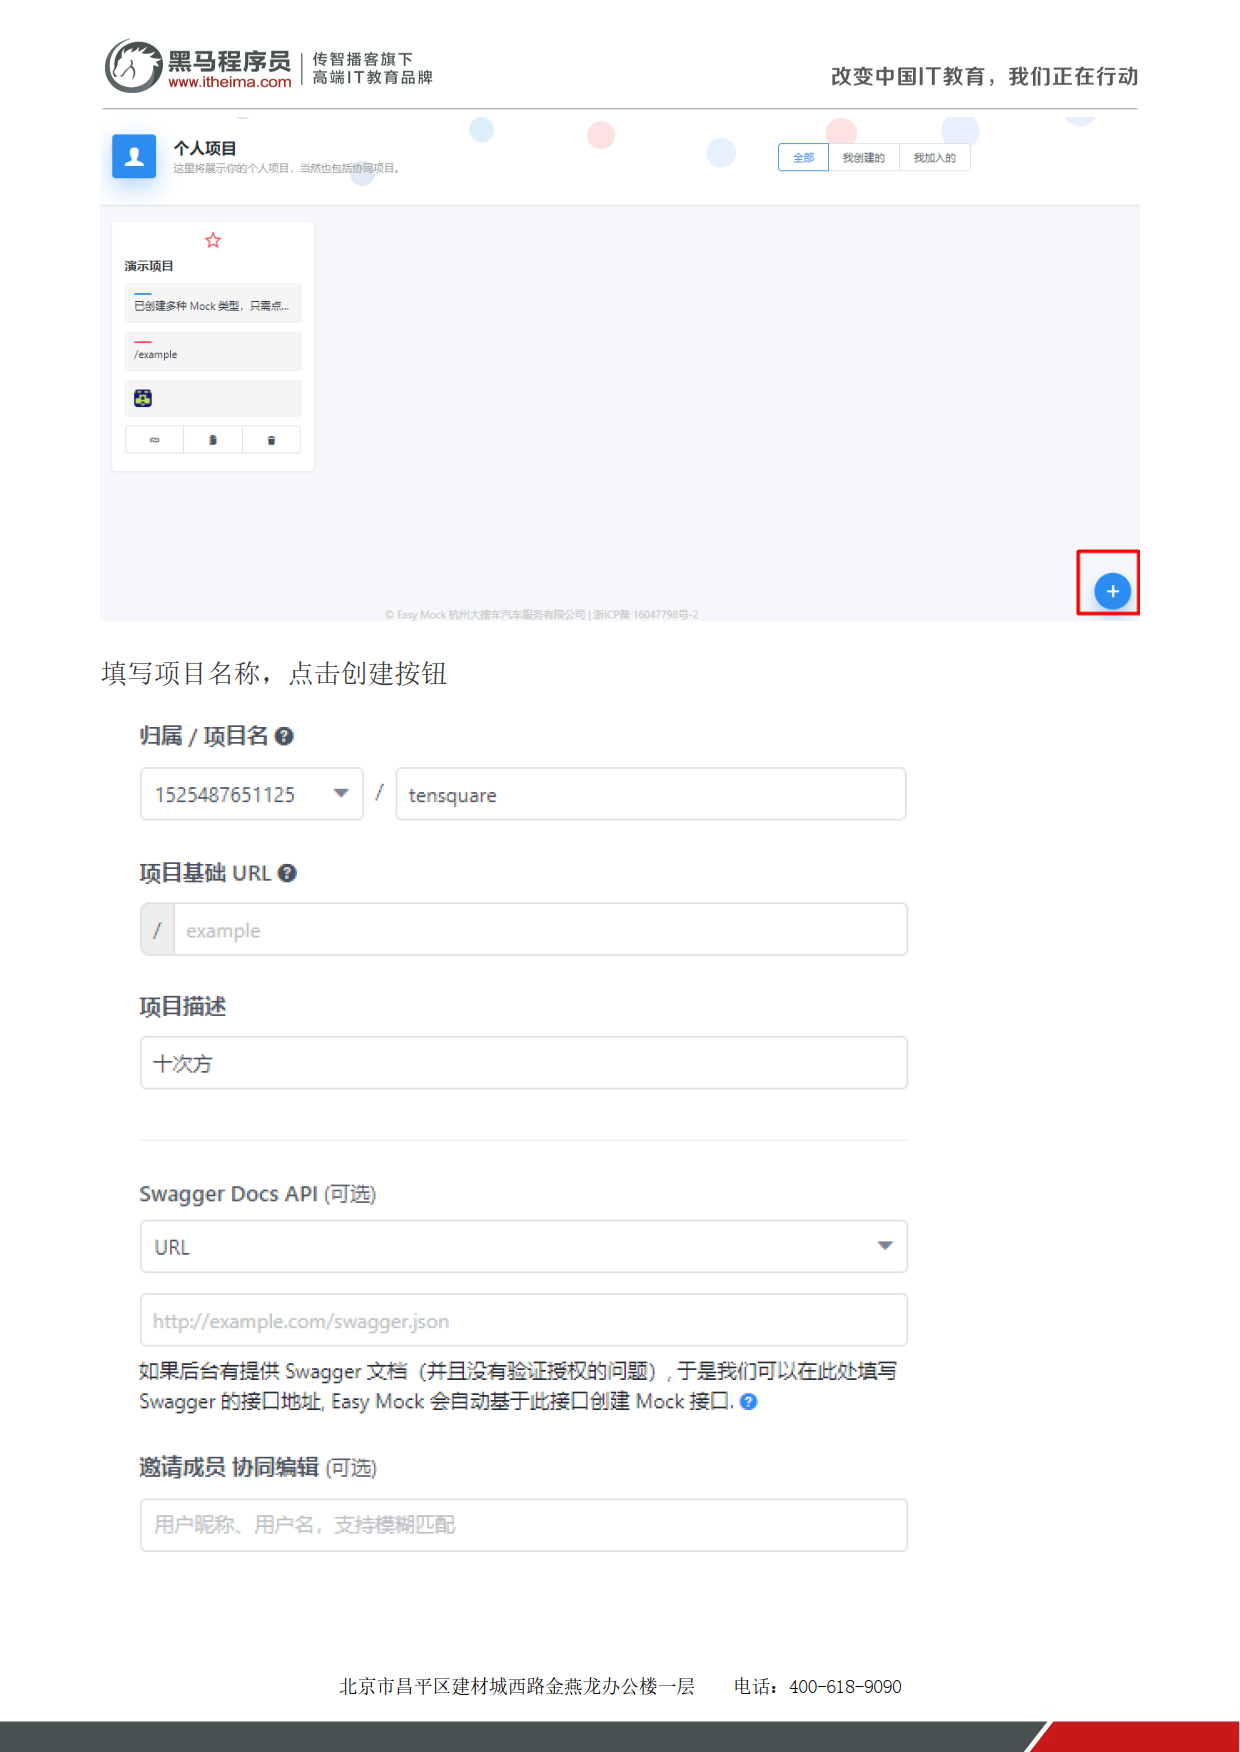 黑马程序员
www.itheima.com
传智播客旗下
高端IT教育品牌
改变中国IT教育，我们正在行动
个人项目
这里将展示你的个人项目，当然也包括协同项目。
全部 我创建的 我加入的
演示项目
已创建多种 Mock 类型，只需点...
/example
© Easy Mock 杭州大搜车汽车服务有限公司 | 浙ICP备 16047798号-2
填写项目名称，点击创建按钮
归属 / 项目名
1525487651125 / tensquare
项目基础 URL
/ example
项目描述
十次方
Swagger Docs API (可选)
URL
http://example.com/swagger.json
如果后台有提供 Swagger 文档（并且没有验证授权的问题）, 于是我们可以在此处填写
Swagger 的接口地址, Easy Mock 会自动基于此接口创建 Mock 接口.
邀请成员 协同编辑 (可选)
用户昵称、用户名，支持模糊匹配
北京市昌平区建材城西路金燕龙办公楼一层 电话：400-618-9090